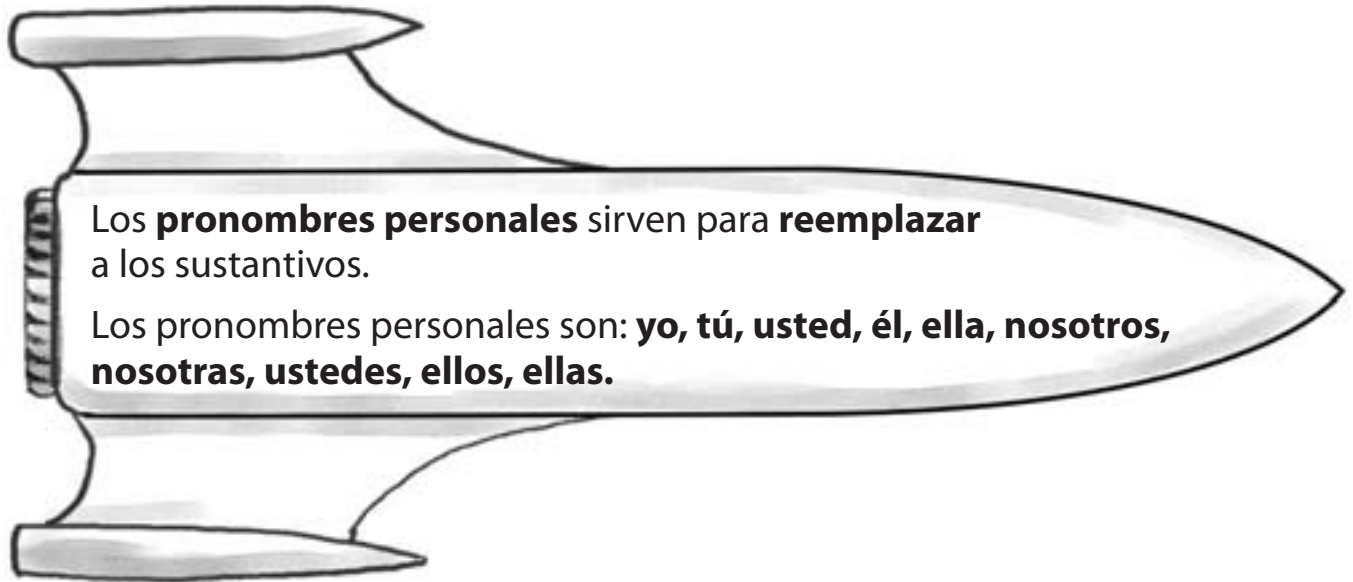 Los pronombres personales sirven para reemplazar
a los sustantivos.
Los pronombres personales son: yo, tú, usted, él, ella, nosotros,
nosotras, ustedes, ellos, ellas.